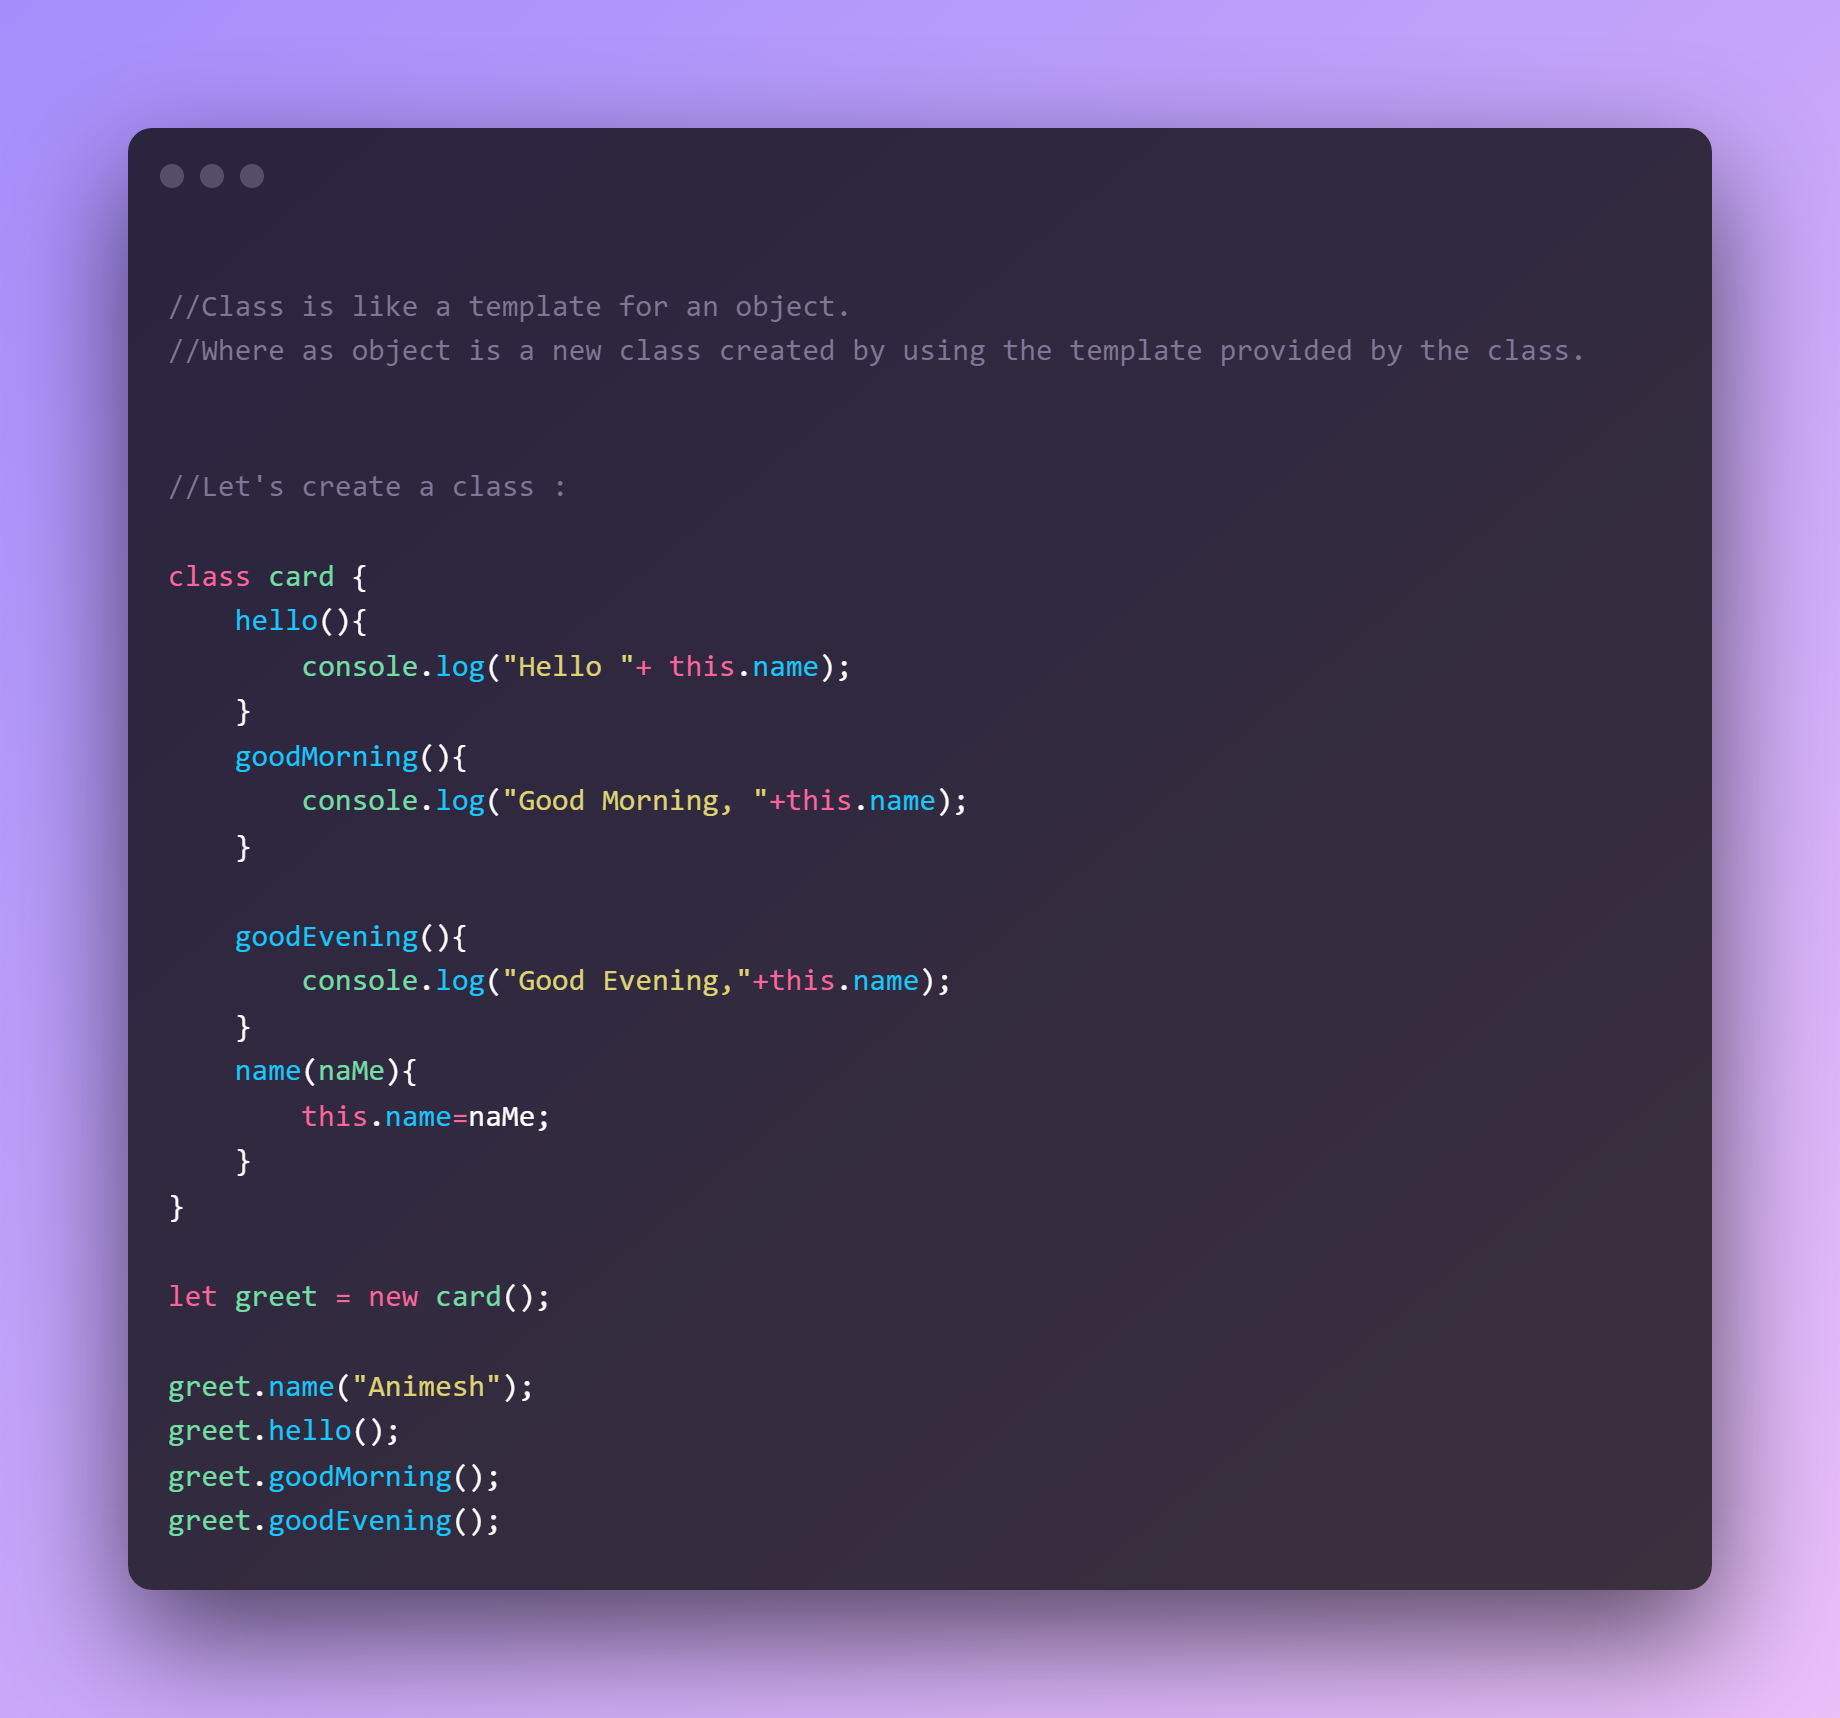 //Class is like a template for an object.
//Where as object is a new class created by using the template provided by the class.
//Let's create a class :
class card {
    hello(){
        console.log("Hello "+ this.name);
    }
    goodMorning(){
        console.log("Good Morning, "+this.name);
    }
    goodEvening(){
        console.log("Good Evening,"+this.name);
    }
    name(naMe){
        this.name=naMe;
    }
}
let greet = new card();
greet.name("Animesh");
greet.hello();
greet.goodMorning();
greet.goodEvening();